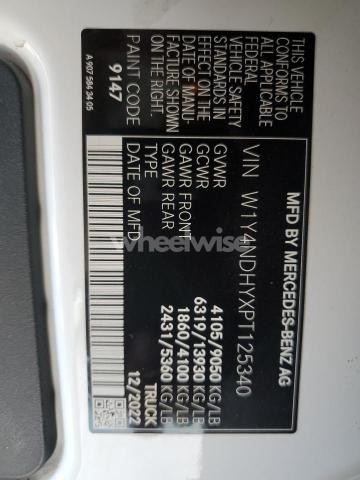 MFD BY MERCEDES-BENZ AG
VIN W1Y4NDHYXPT125340
GVWR 4105/9050 KG/LB
GCWR 6319/13930 KG/LB
GAWR FRONT 1860/4100 KG/LB
GAWR REAR 2431/5360 KG/LB
TYPE TRUCK
DATE OF MFD 12/2022
THIS VEHICLE
CONFORMS TO
ALL APPLICABLE
FEDERAL
VEHICLE SAFETY
STANDARDS IN
EFFECT ON THE
DATE OF MANU-
FACTURE SHOWN
ON THE RIGHT.
PAINT CODE
9147
A 907 584 24 05
wheelwise